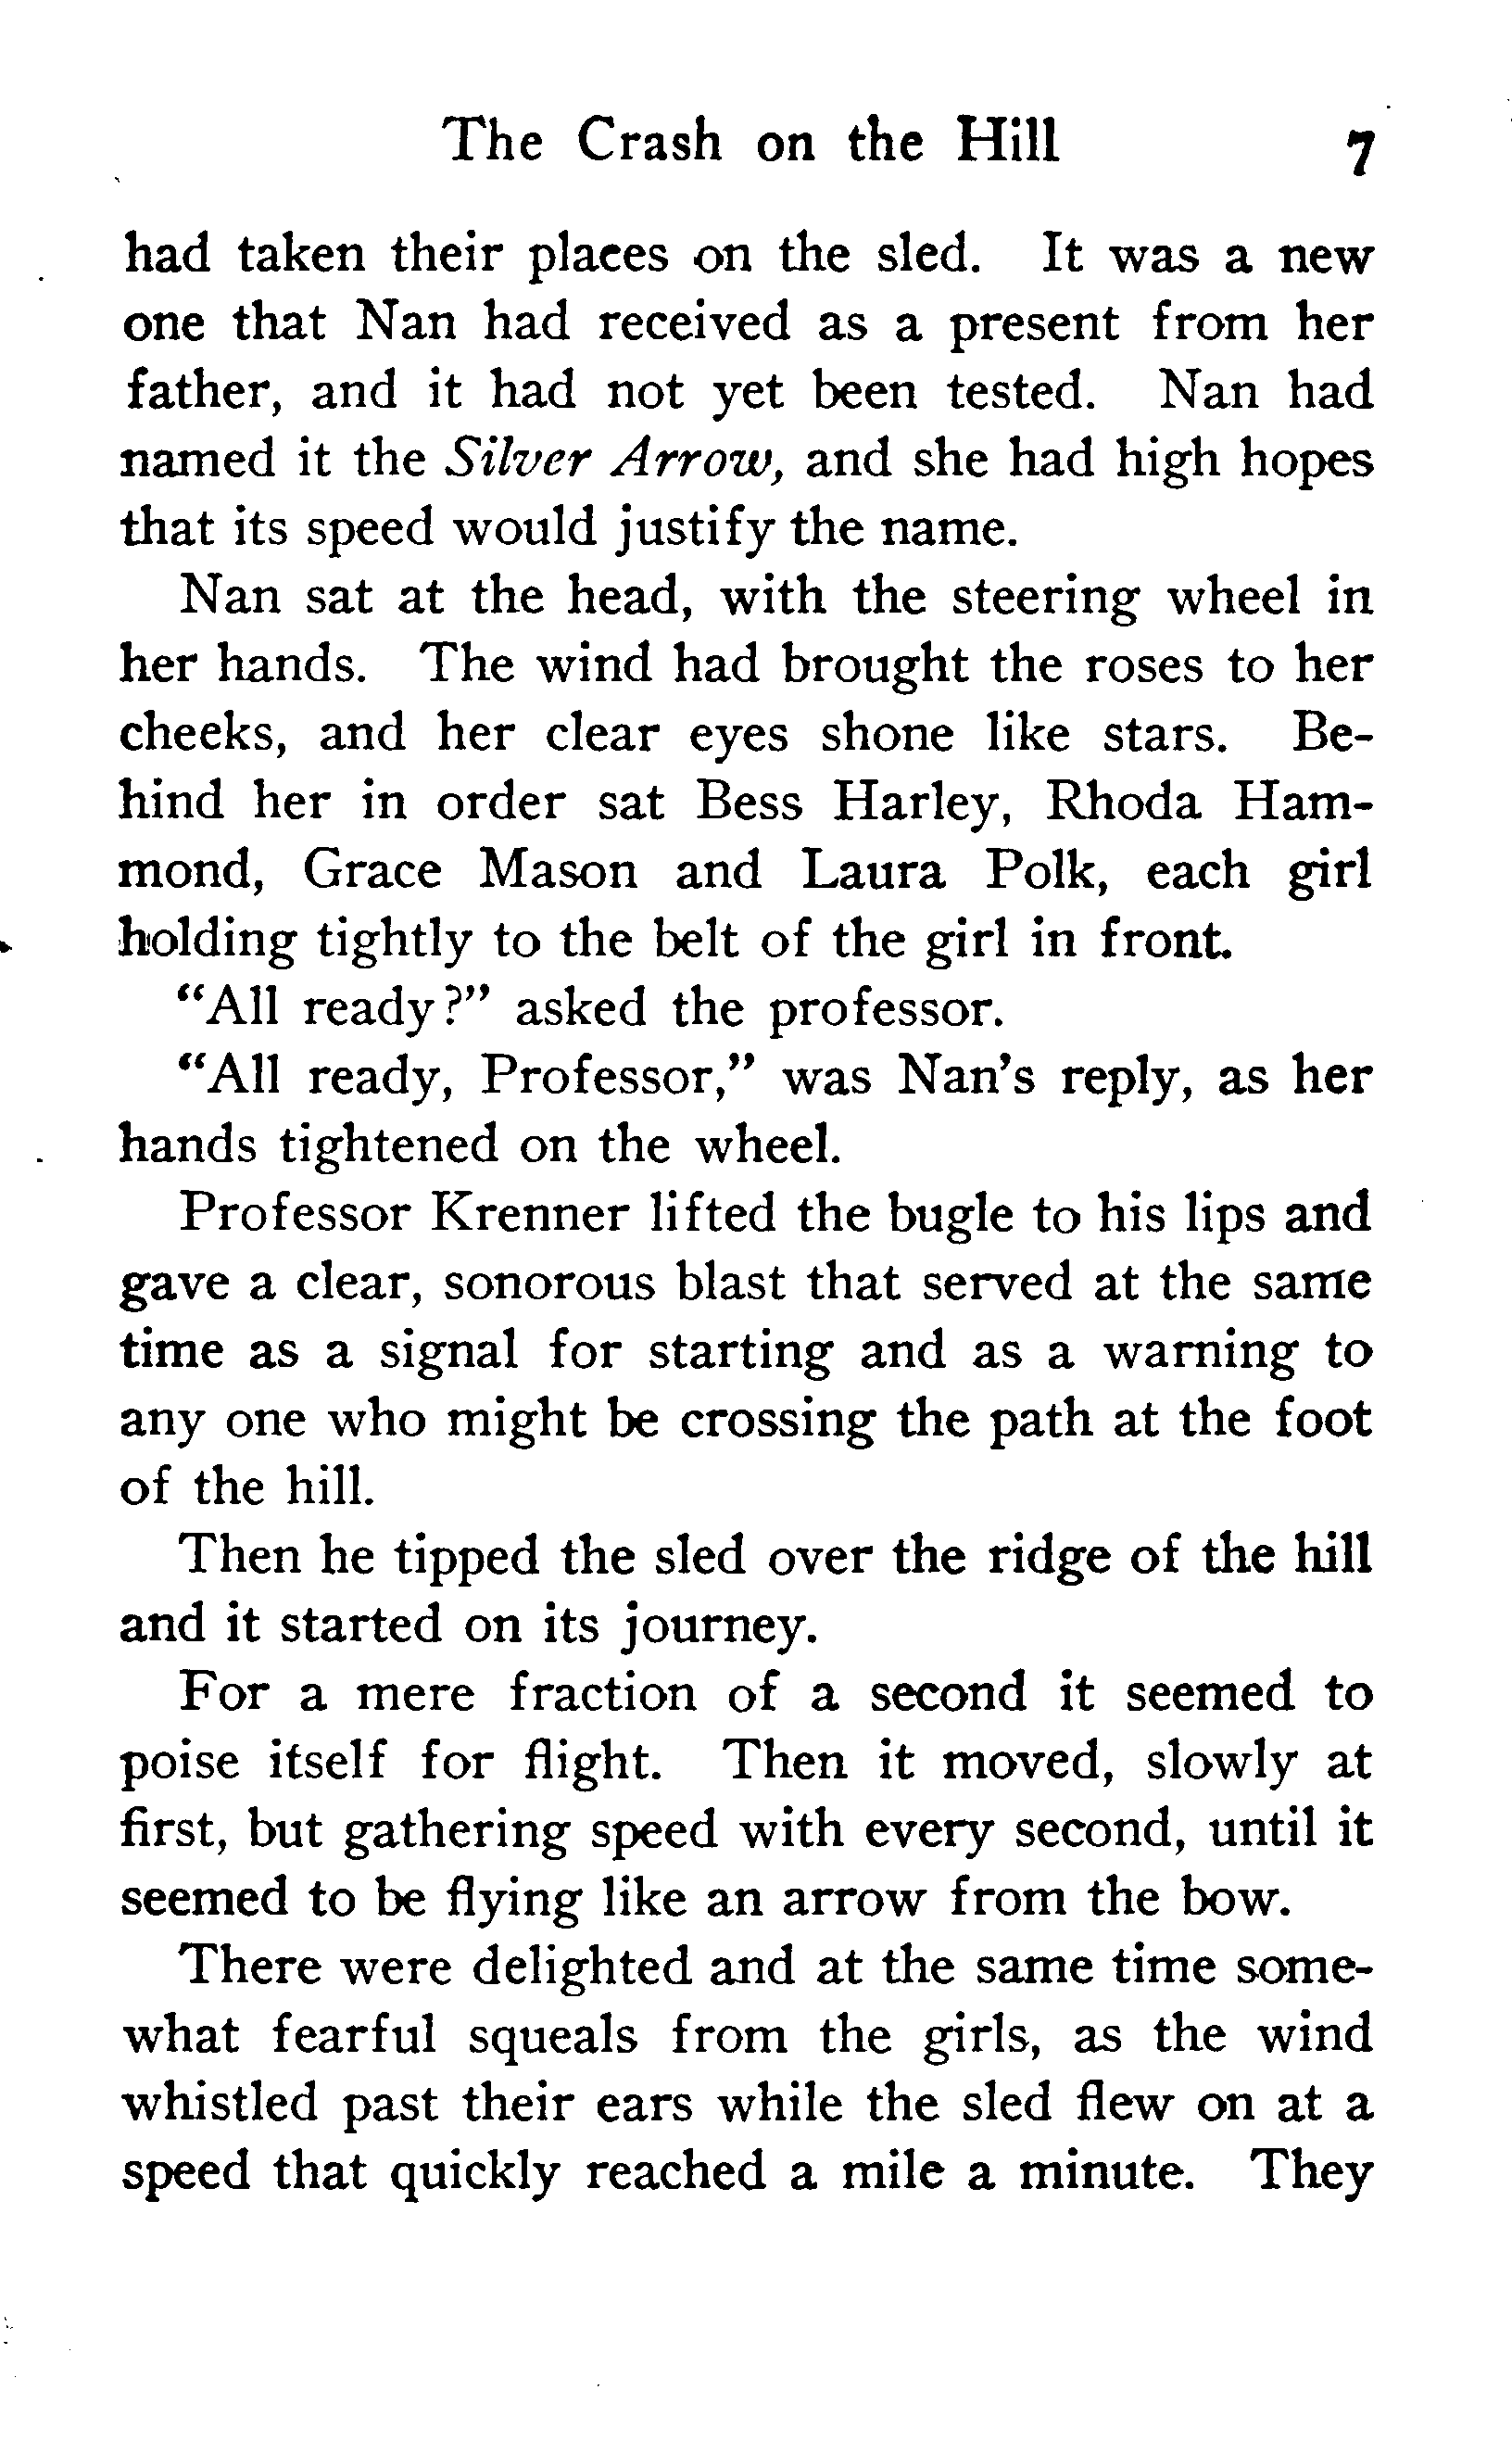 The Crash on the Hill 7
had taken their places on the sled. It was a new
one that Nan had received as a present from her
father, and it had not yet been tested. Nan had
named it the Silver Arrow, and she had high hopes
that its speed would justify the name.
Nan sat at the head, with the steering wheel in
her hands. The wind had brought the roses to her
cheeks, and her clear eyes shone like stars. Be-
hind her in order sat Bess Harley, Rhoda Ham-
mond, Grace Mason and Laura Polk, each girl
holding tightly to the belt of the girl in front.
"All ready?" asked the professor.
"All ready, Professor," was Nan's reply, as her
hands tightened on the wheel.
Professor Krenner lifted the bugle to his lips and
gave a clear, sonorous blast that served at the same
time as a signal for starting and as a warning to
any one who might be crossing the path at the foot
of the hill.
Then he tipped the sled over the ridge of the hill
and it started on its journey.
For a mere fraction of a second it seemed to
poise itself for flight. Then it moved, slowly at
first, but gathering speed with every second, until it
seemed to be flying like an arrow from the bow.
There were delighted and at the same time some-
what fearful squeals from the girls, as the wind
whistled past their ears while the sled flew on at a
speed that quickly reached a mile a minute. They